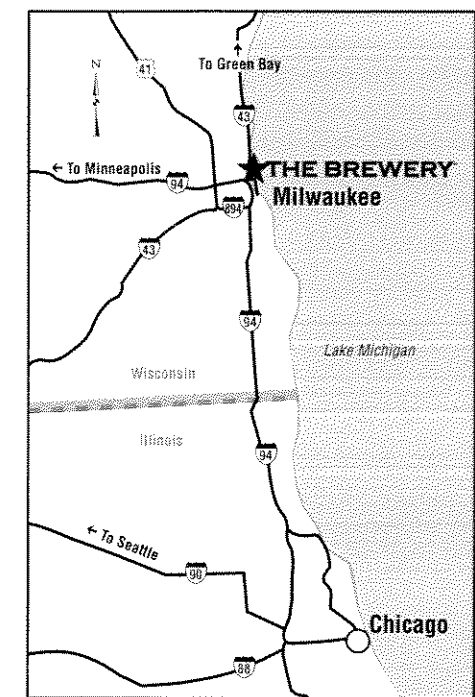 To Green Bay
41
N
43
← To Minneapolis
94
THE BREWERY
Milwaukee
894
43
94
Lake Michigan
Wisconsin
Illinois
94
← To Seattle
90
Chicago
88